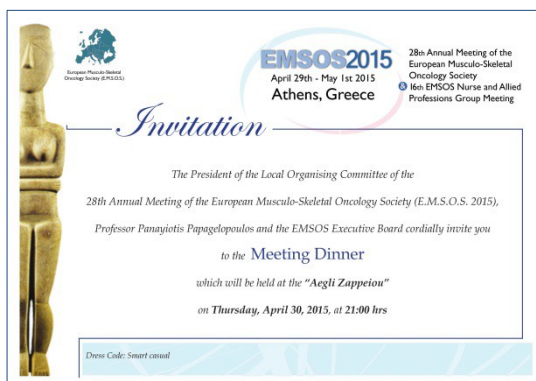 European Musculo-Skeletal
Oncology Society (E.M.S.O.S.)
EMSOS2015
April 29th - May 1st 2015
Athens, Greece
28th Annual Meeting of the
European Musculo-Skeletal
Oncology Society
& 16th EMSOS Nurse and Allied
Professions Group Meeting
Invitation
The President of the Local Organising Committee of the
28th Annual Meeting of the European Musculo-Skeletal Oncology Society (E.M.S.O.S. 2015),
Professor Panayiotis Papagelopoulos and the EMSOS Executive Board cordially invite you
to the Meeting Dinner
which will be held at the “Aegli Zappeiou”
on Thursday, April 30, 2015, at 21:00 hrs
Dress Code: Smart casual